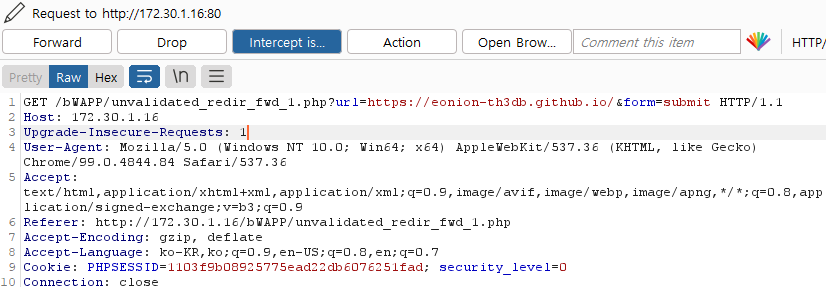 Request to http://172.30.1.16:80
Forward Drop Intercept is... Action Open Brow... Comment this item HTTP/
Pretty Raw Hex \n
1 GET /bWAPP/unvalidated_redir_fwd_1.php?url=https://eonion-th3db.github.io/&form=submit HTTP/1.1
2 Host: 172.30.1.16
3 Upgrade-Insecure-Requests: 1
4 User-Agent: Mozilla/5.0 (Windows NT 10.0; Win64; x64) AppleWebKit/537.36 (KHTML, like Gecko)
Chrome/99.0.4844.84 Safari/537.36
5 Accept:
text/html,application/xhtml+xml,application/xml;q=0.9,image/avif,image/webp,image/apng,*/*;q=0.8,app
lication/signed-exchange;v=b3;q=0.9
6 Referer: http://172.30.1.16/bWAPP/unvalidated_redir_fwd_1.php
7 Accept-Encoding: gzip, deflate
8 Accept-Language: ko-KR,ko;q=0.9,en-US;q=0.8,en;q=0.7
9 Cookie: PHPSESSID=1103f9b08925775ead22db6076251fad; security_level=0
10 Connection: close